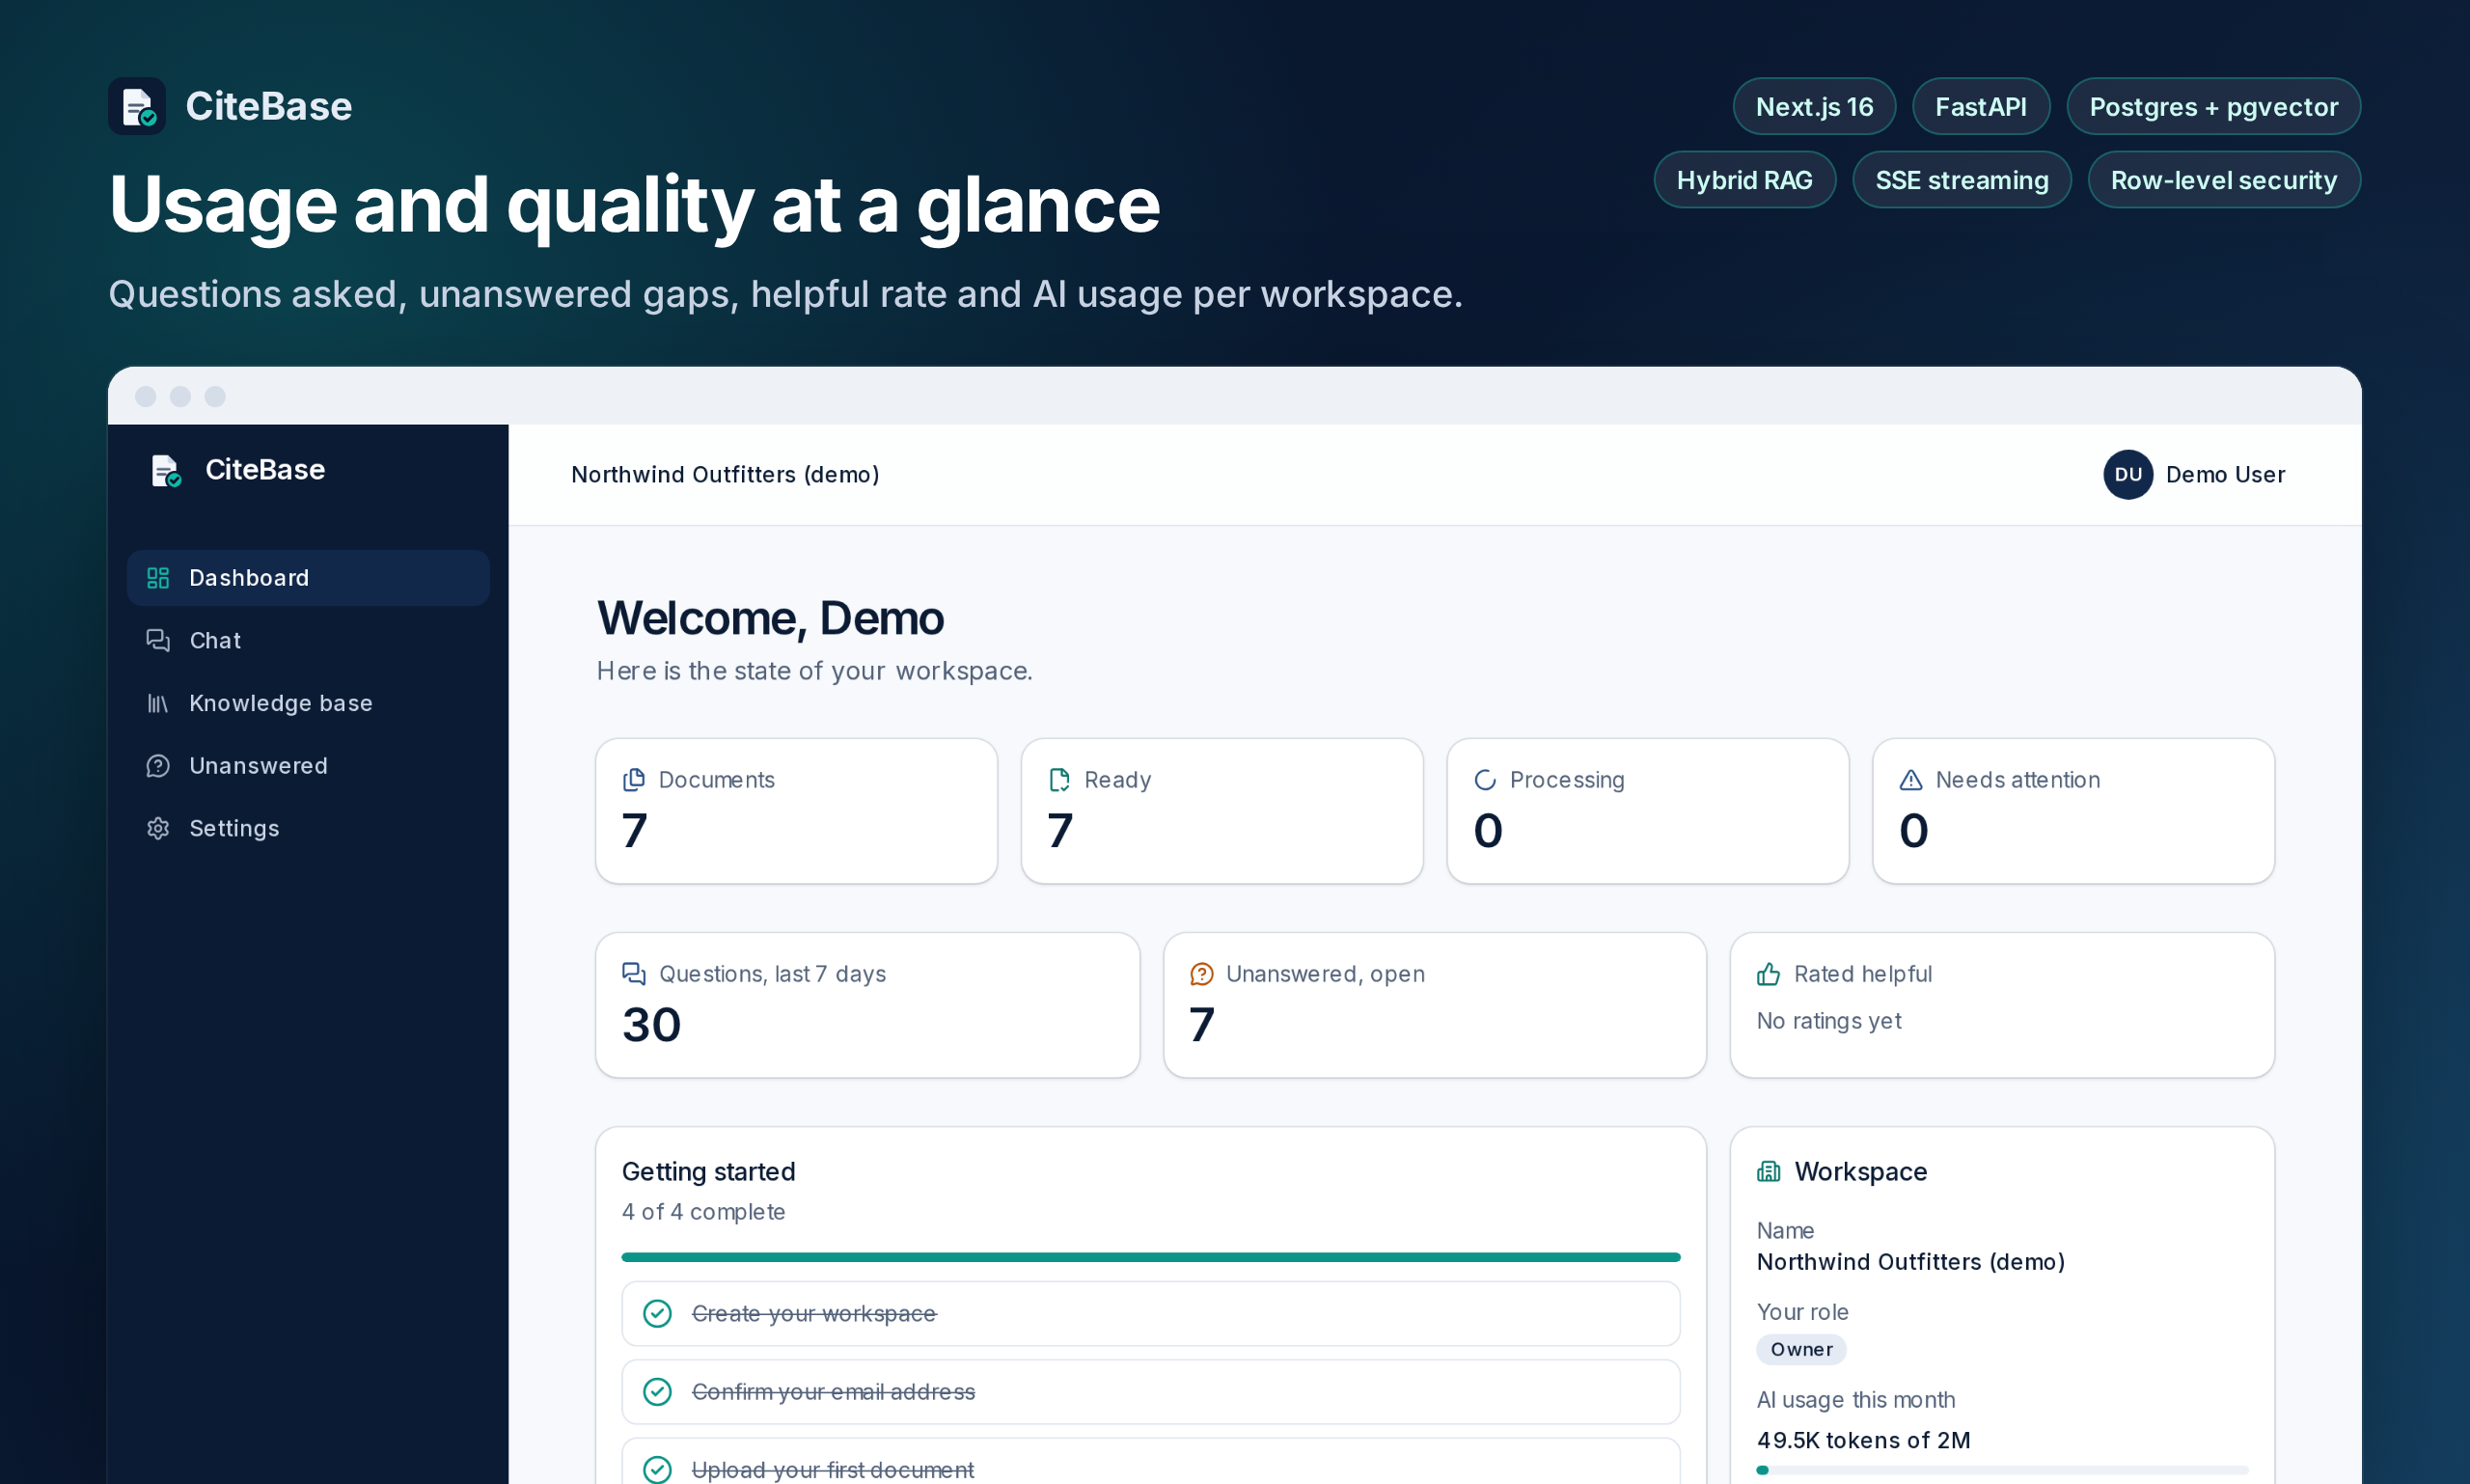 CiteBase
Next.js 16
FastAPI
Postgres + pgvector
Hybrid RAG
SSE streaming
Row-level security
Usage and quality at a glance
Questions asked, unanswered gaps, helpful rate and AI usage per workspace.
CiteBase
Northwind Outfitters (demo)
DU
Demo User
Dashboard
Chat
Knowledge base
Unanswered
Settings
Welcome, Demo
Here is the state of your workspace.
Documents
7
Ready
7
Processing
0
Needs attention
0
Questions, last 7 days
30
Unanswered, open
7
Rated helpful
No ratings yet
Getting started
4 of 4 complete
Create your workspace
Confirm your email address
Upload your first document
Workspace
Name
Northwind Outfitters (demo)
Your role
Owner
AI usage this month
49.5K tokens of 2M